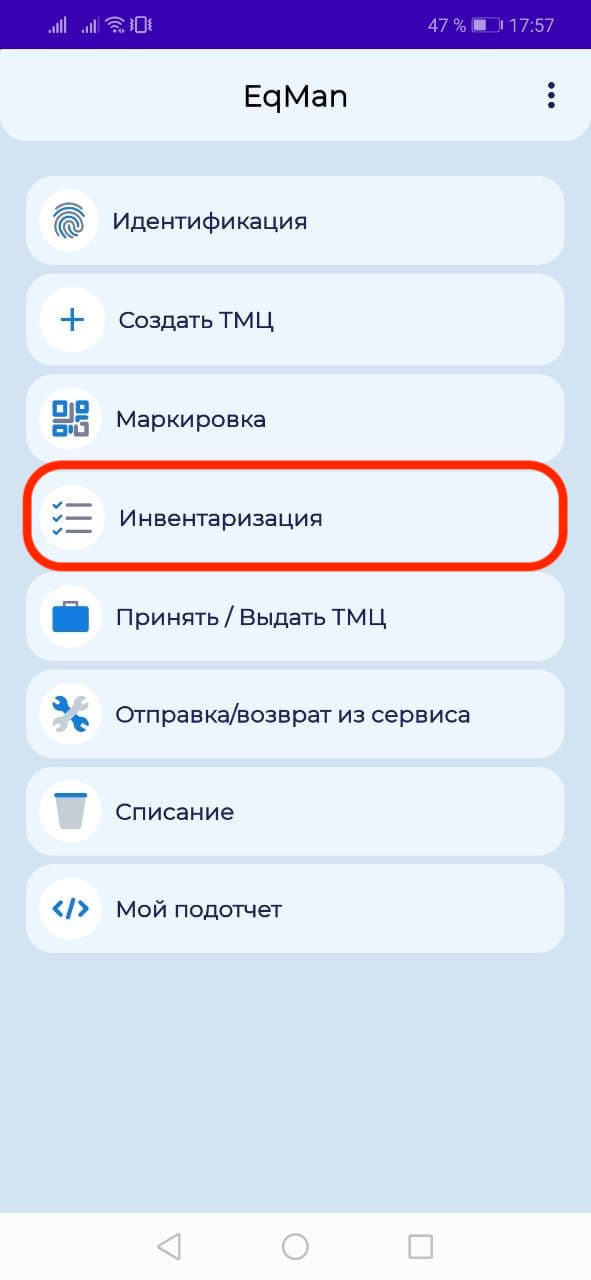 47 % 17:57
EqMan
Идентификация
Создать ТМЦ
Маркировка
Инвентаризация
Принять / Выдать ТМЦ
Отправка/возврат из сервиса
Списание
Мой подотчет